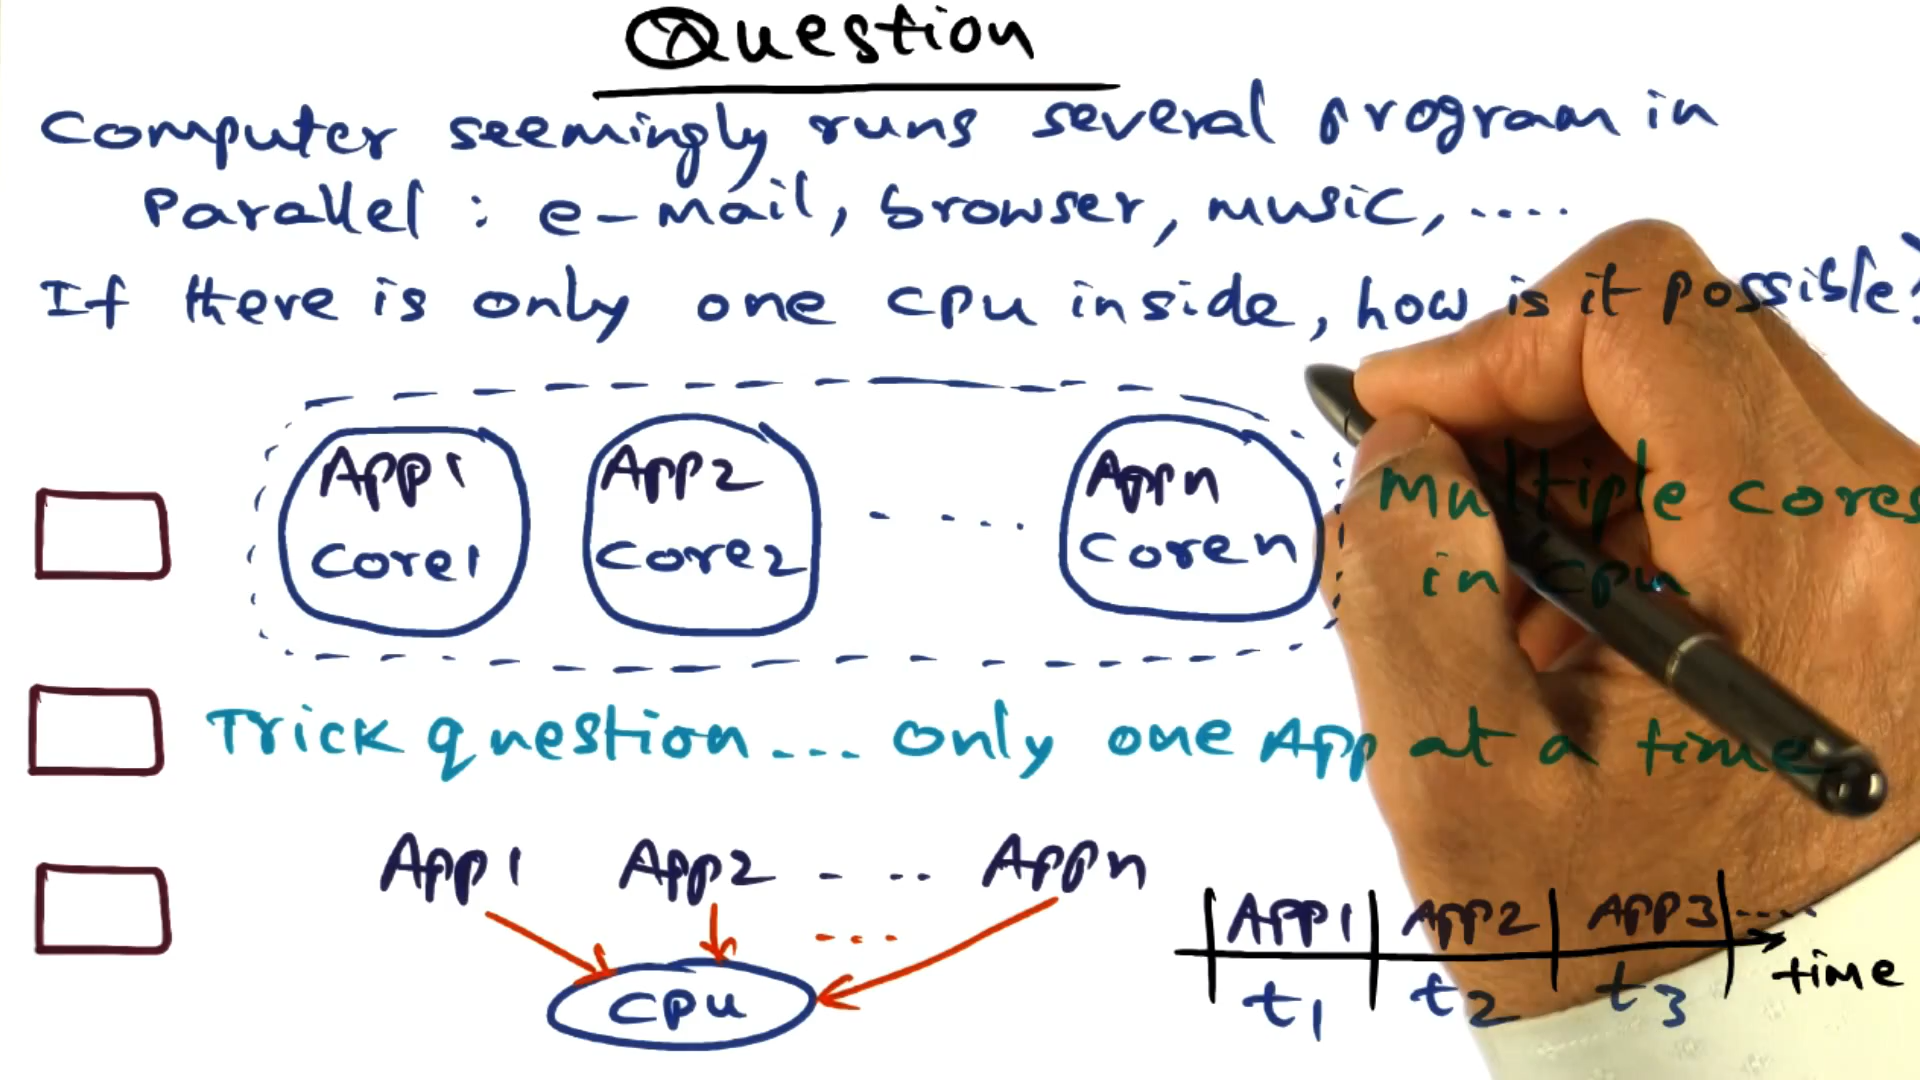 Question
Computer seemingly runs several program in
Parallel : e-mail, browser, music, ....
If there is only one cpu inside, how is it possible?
App1 App2 Appn
Core1 Core2 .... Coren
Multiple cores
in cpu
Trick question ... only one App at a time
App1 App2 - - - Appn
...
cpu
APP1 APP2 APP3 ....
t1 t2 t3 time